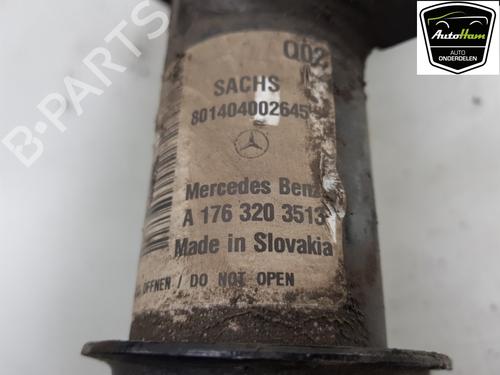 AutoHam
AUTO
ONDERDELEN
Q02
SACHS
801404002645
Mercedes Benz
A 176 320 3513
Made in Slovakia
ÖFFNEN / DO NOT OPEN
B-PARTS